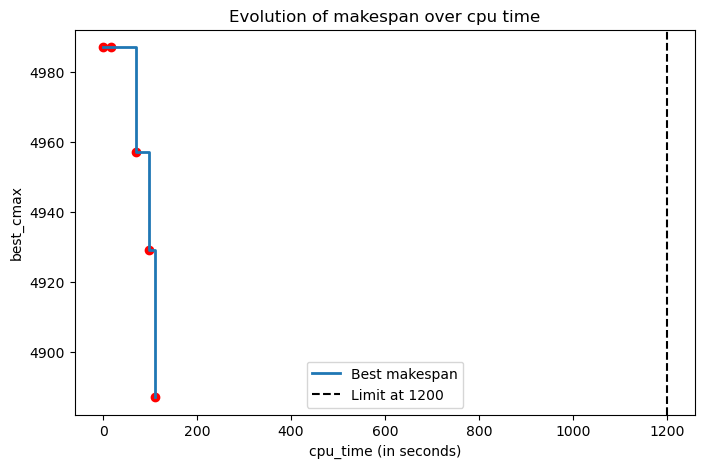 Evolution of makespan over cpu time
best_cmax
4980
4960
4940
4920
4900
0
200
400
600
800
1000
1200
cpu_time (in seconds)
Best makespan
Limit at 1200